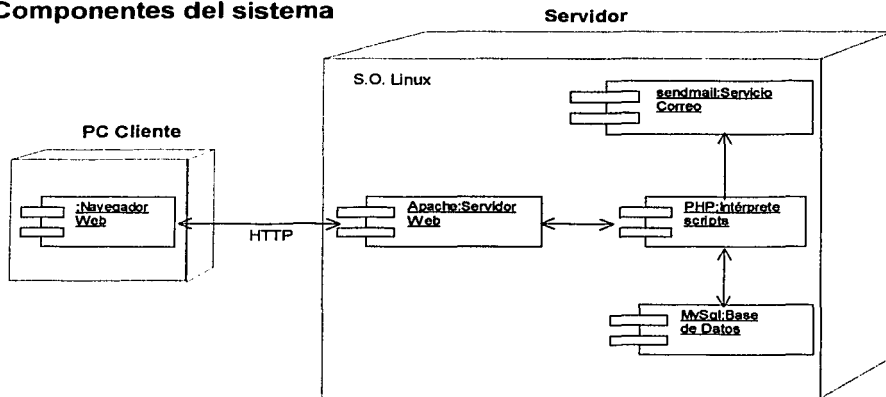 Componentes del sistema
Servidor
S.O. Linux
sendmail:Servicio
Correo
PC Cliente
:Navegador
Web
HTTP
Apache:Servidor
Web
PHP:Intérprete
scripts
MySql:Base
de Datos